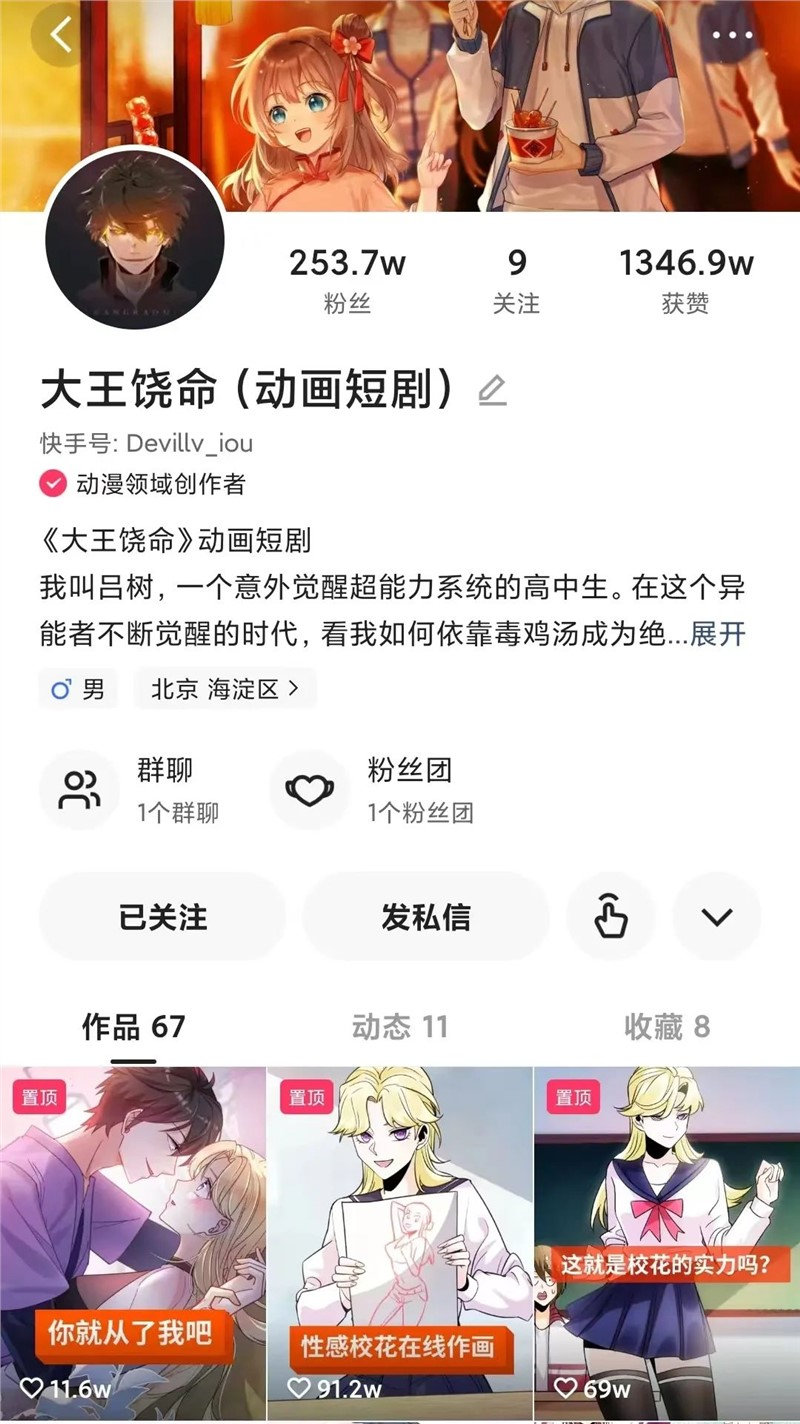 253.7w
9
1346.9w
粉丝
关注
获赞
大王饶命（动画短剧）
快手号: Devillv_iou
动漫领域创作者
《大王饶命》动画短剧
我叫吕树，一个意外觉醒超能力系统的高中生。在这个异
能者不断觉醒的时代，看我如何依靠毒鸡汤成为绝...展开
男
北京 海淀区
群聊
1个群聊
粉丝团
1个粉丝团
已关注
发私信
作品 67
动态 11
收藏 8
置顶
置顶
置顶
你就从了我吧
性感校花在线作画
这就是校花的实力吗？
11.6w
91.2w
69w